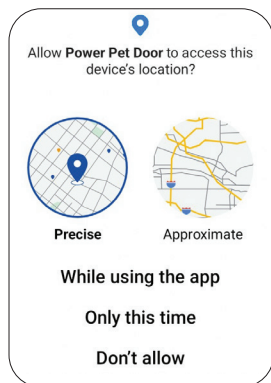 Allow Power Pet Door to access this
device's location?
Precise
Approximate
While using the app
Only this time
Don't allow